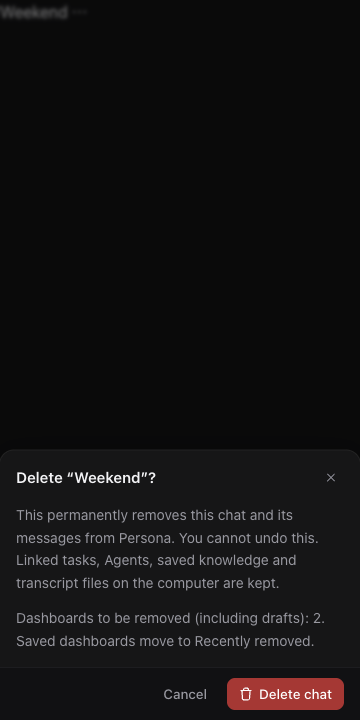 Weekend ···
Delete “Weekend”?
This permanently removes this chat and its
messages from Persona. You cannot undo this.
Linked tasks, Agents, saved knowledge and
transcript files on the computer are kept.
Dashboards to be removed (including drafts): 2.
Saved dashboards move to Recently removed.
Cancel
Delete chat